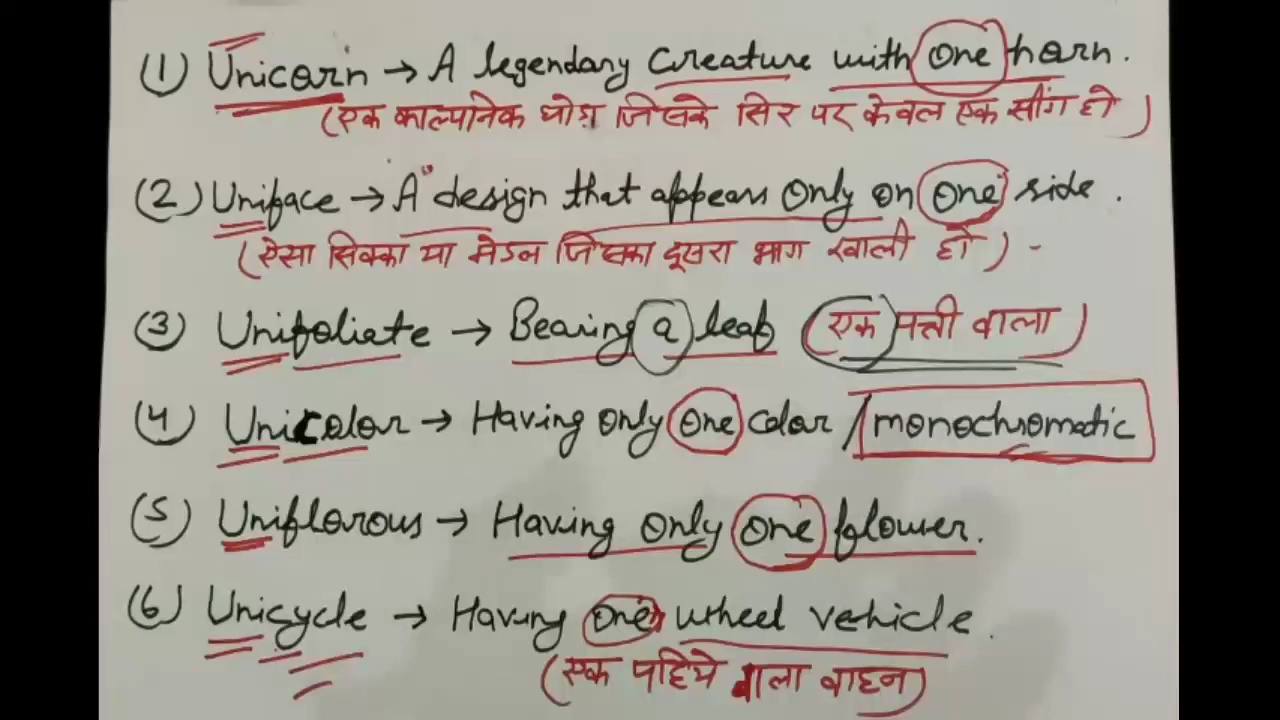 (1) Unicorn → A legendary creature with one horn.
(एक काल्पनिक घोड़ा जिसके सिर पर केवल एक सींग हो)
(2) Uniface → A design that appears only on one side.
(ऐसा सिक्का या मेडल जिसका दूसरा भाग खाली हो)
(3) Unifoliate → Bearing a leaf (एक पत्ती वाला)
(4) Unicolor → Having only one color / monochromatic
(5) Uniflorous → Having only one flower.
(6) Unicycle → Having one wheel vehicle.
(एक पहिये वाला वाहन)